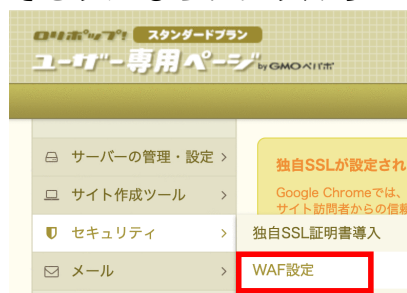 ロリポップ! スタンダードプラン
ユーザー専用ページ by GMOペパボ
サーバーの管理・設定 >
独自SSLが設定され
サイト作成ツール >
Google Chromeでは、
サイト訪問者からの信頼
セキュリティ >
独自SSL証明書導入
メール >
WAF設定